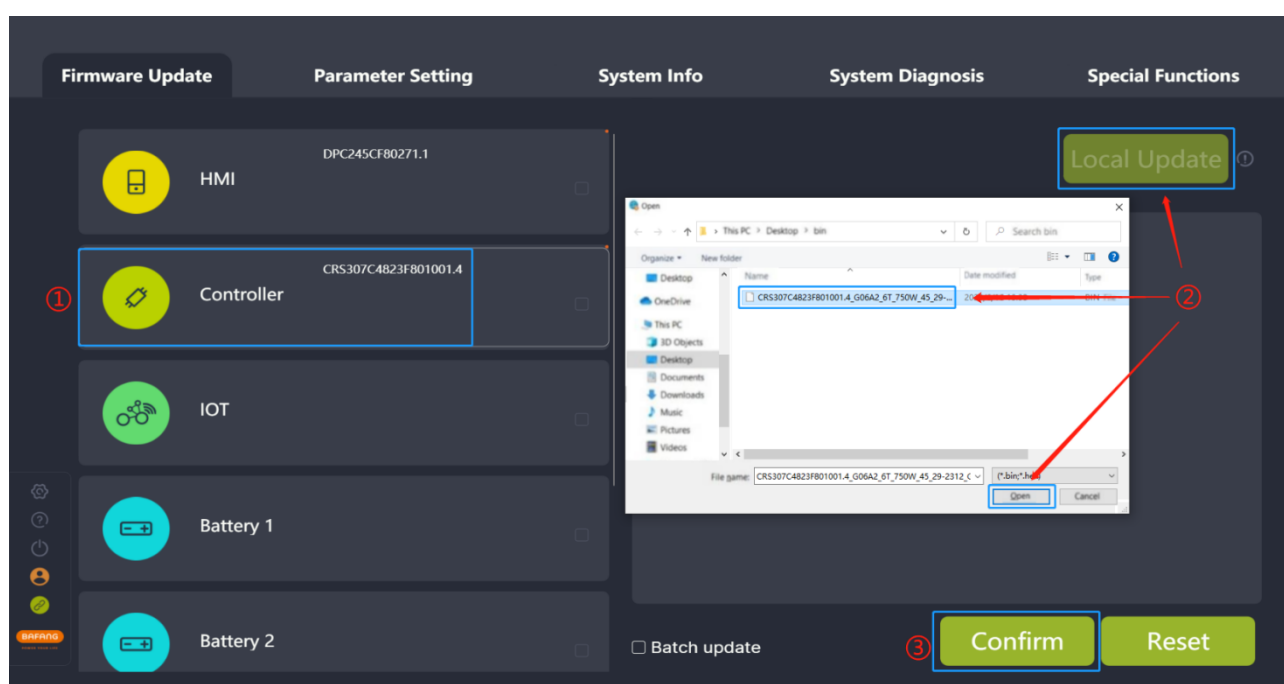 Firmware Update
Parameter Setting
System Info
System Diagnosis
Special Functions
HMI
DPC245CF80271.1
Local Update
①
Controller
CRS307C4823F801001.4
IOT
Battery 1
Battery 2
BAFANG
Open
This PC > Desktop > bin
Search bin
Organize
New folder
Name
Date modified
Type
Desktop
OneDrive
This PC
3D Objects
Desktop
Documents
Downloads
Music
Pictures
Videos
CRS307C4823F801001.4_G06A2_6T_750W_45_29-...
②
File name:
CRS307C4823F801001.4_G06A2_6T_750W_45_29-2312_(
Open
Cancel
Batch update
③
Confirm
Reset